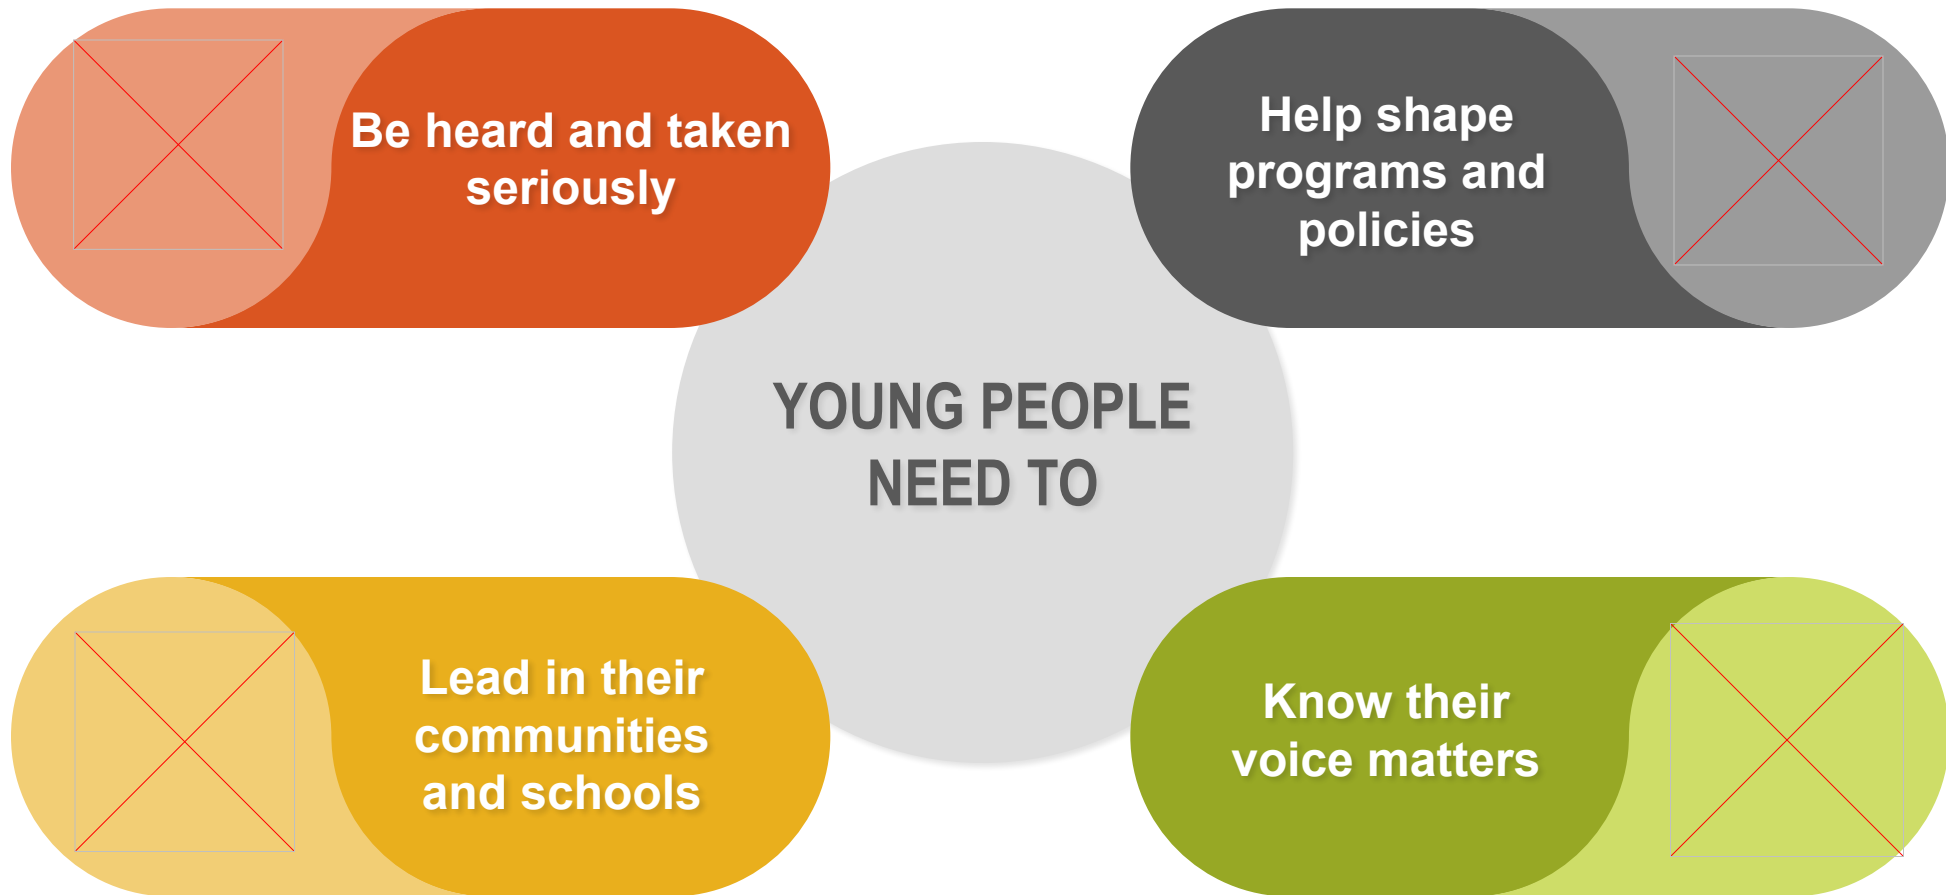 Be heard and taken
seriously
Help shape
programs and
policies
YOUNG PEOPLE
NEED TO
Lead in their
communities
and schools
Know their
voice matters